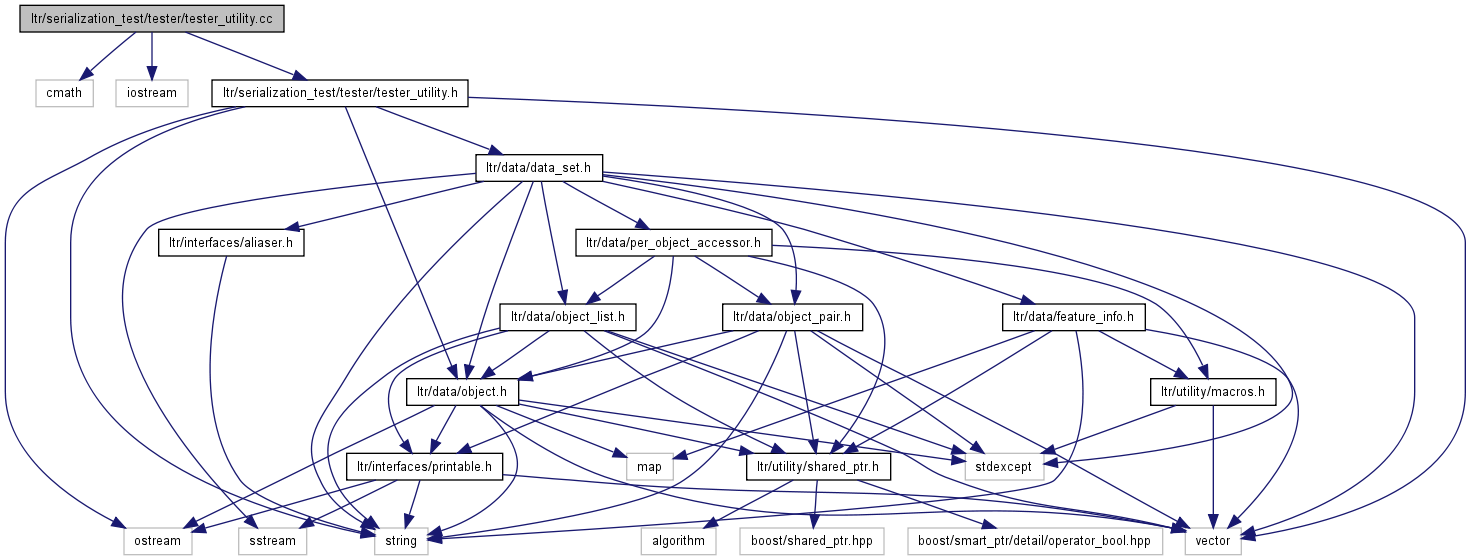 ltr/serialization_test/tester/tester_utility.cc
cmath
iostream
ltr/serialization_test/tester/tester_utility.h
ltr/data/data_set.h
ltr/interfaces/aliaser.h
ltr/data/per_object_accessor.h
ltr/data/object_list.h
ltr/data/object_pair.h
ltr/data/feature_info.h
ltr/data/object.h
ltr/utility/macros.h
ltr/interfaces/printable.h
map
ltr/utility/shared_ptr.h
stdexcept
ostream
sstream
string
algorithm
boost/shared_ptr.hpp
boost/smart_ptr/detail/operator_bool.hpp
vector